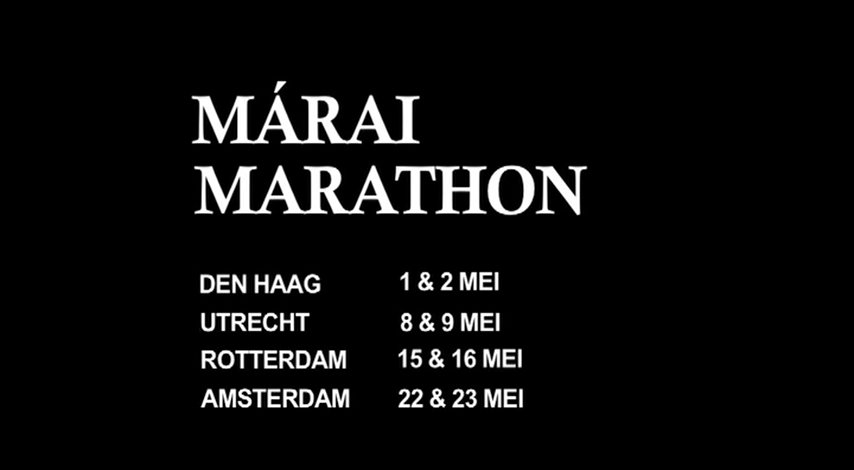 MÁRAI
MARATHON
DEN HAAG 1 & 2 MEI
UTRECHT 8 & 9 MEI
ROTTERDAM 15 & 16 MEI
AMSTERDAM 22 & 23 MEI